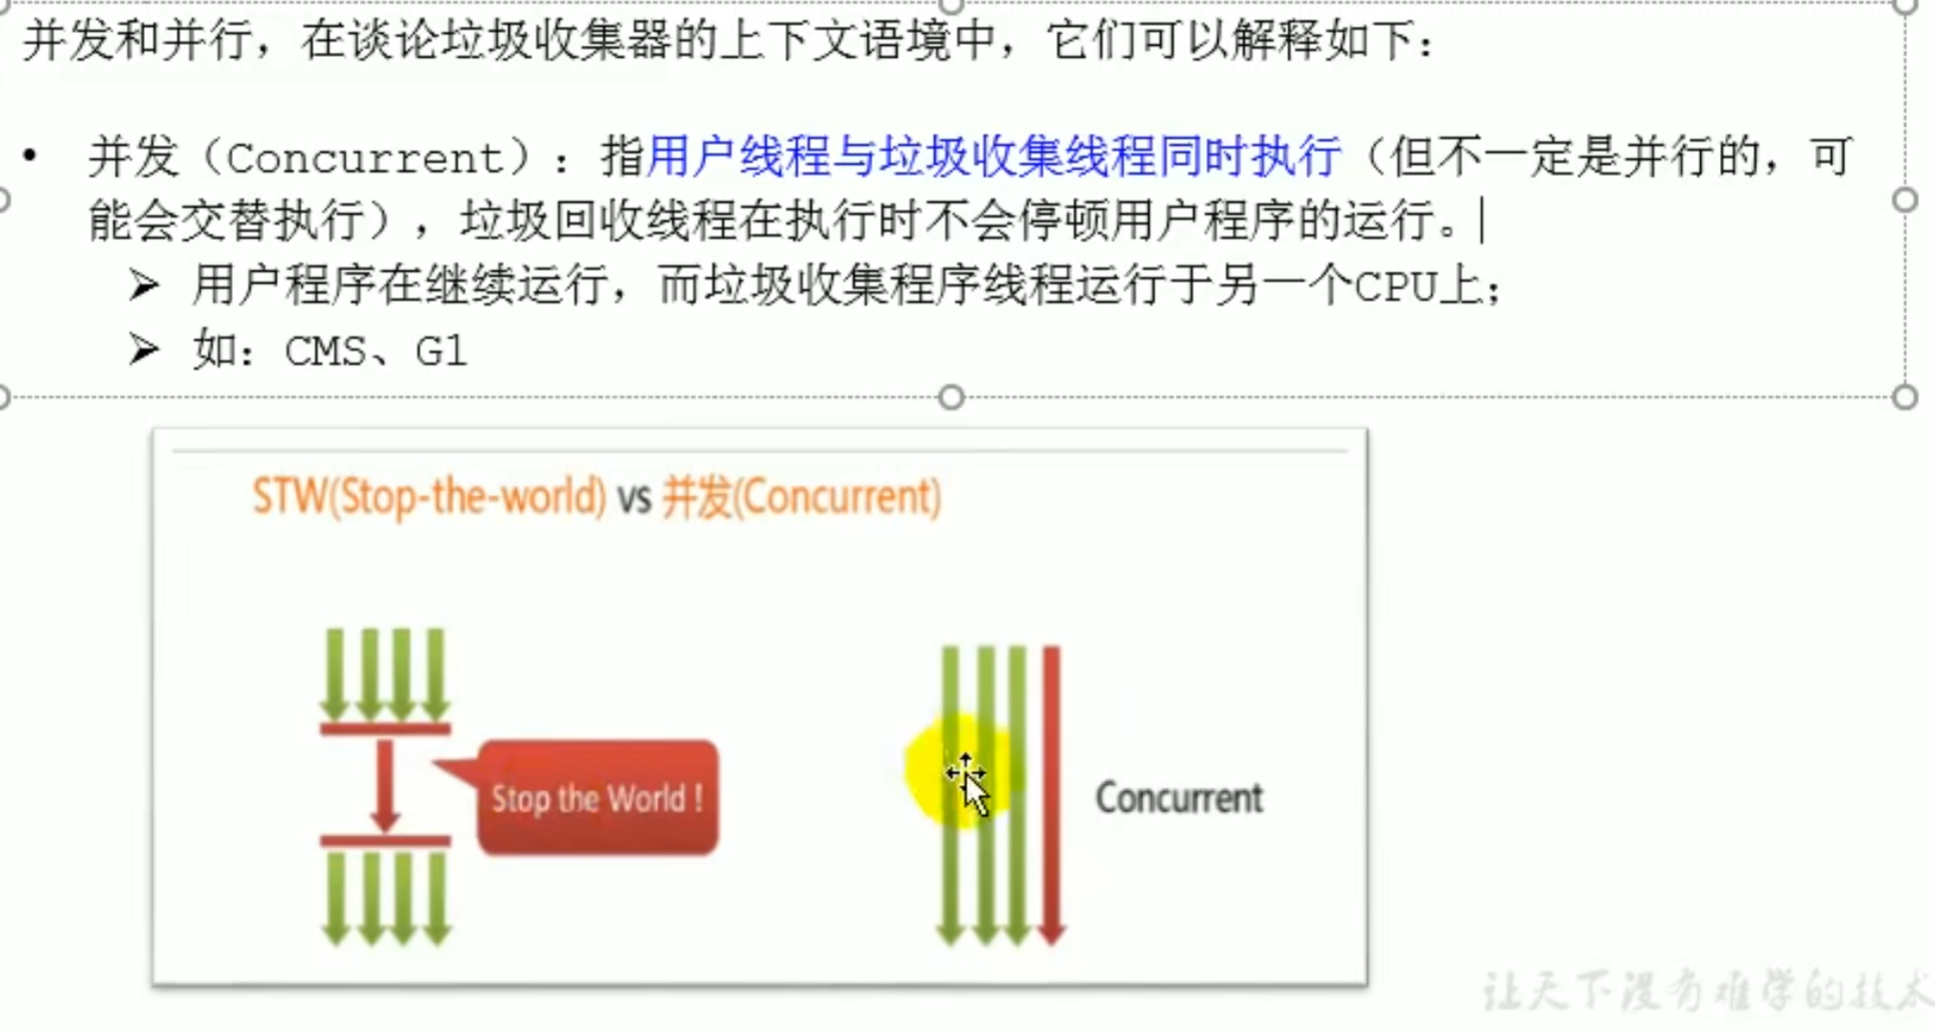 并发和并行，在谈论垃圾收集器的上下文语境中，它们可以解释如下：
• 并发（Concurrent）：指用户线程与垃圾收集线程同时执行（但不一定是并行的，可
能会交替执行），垃圾回收线程在执行时不会停顿用户程序的运行。
➢ 用户程序在继续运行，而垃圾收集程序线程运行于另一个CPU上；
➢ 如：CMS、G1
STW(Stop-the-world) vs 并发(Concurrent)
Stop the World !
Concurrent
让天下没有难学的技术